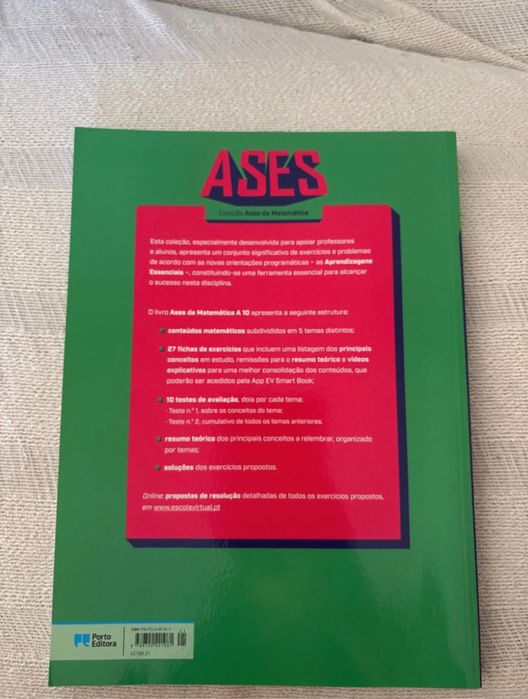 ASES
Coleção Ases da Matemática
Esta coleção, especialmente desenvolvida para apoiar professores
e alunos, apresenta um conjunto significativo de exercícios e problemas
de acordo com as novas orientações programáticas – as Aprendizagens
Essenciais –, constituindo-se uma ferramenta essencial para alcançar
o sucesso nesta disciplina.
O livro Ases da Matemática A 10 apresenta a seguinte estrutura:
conteúdos matemáticos subdivididos em 5 temas distintos;
27 fichas de exercícios que incluem uma listagem dos principais
conceitos em estudo, remissões para o resumo teórico e vídeos
explicativos para uma melhor consolidação dos conteúdos, que
poderão ser acedidos pela App EV Smart Book;
10 testes de avaliação, dois por cada tema:
- Teste n.º 1, sobre os conceitos do tema;
- Teste n.º 2, cumulativo de todos os temas anteriores.
resumo teórico dos principais conceitos a relembrar, organizado
por temas;
soluções dos exercícios propostos.
Online: propostas de resolução detalhadas de todos os exercícios propostos,
em www.escolavirtual.pt
Porto
Editora
ISBN
42106.21